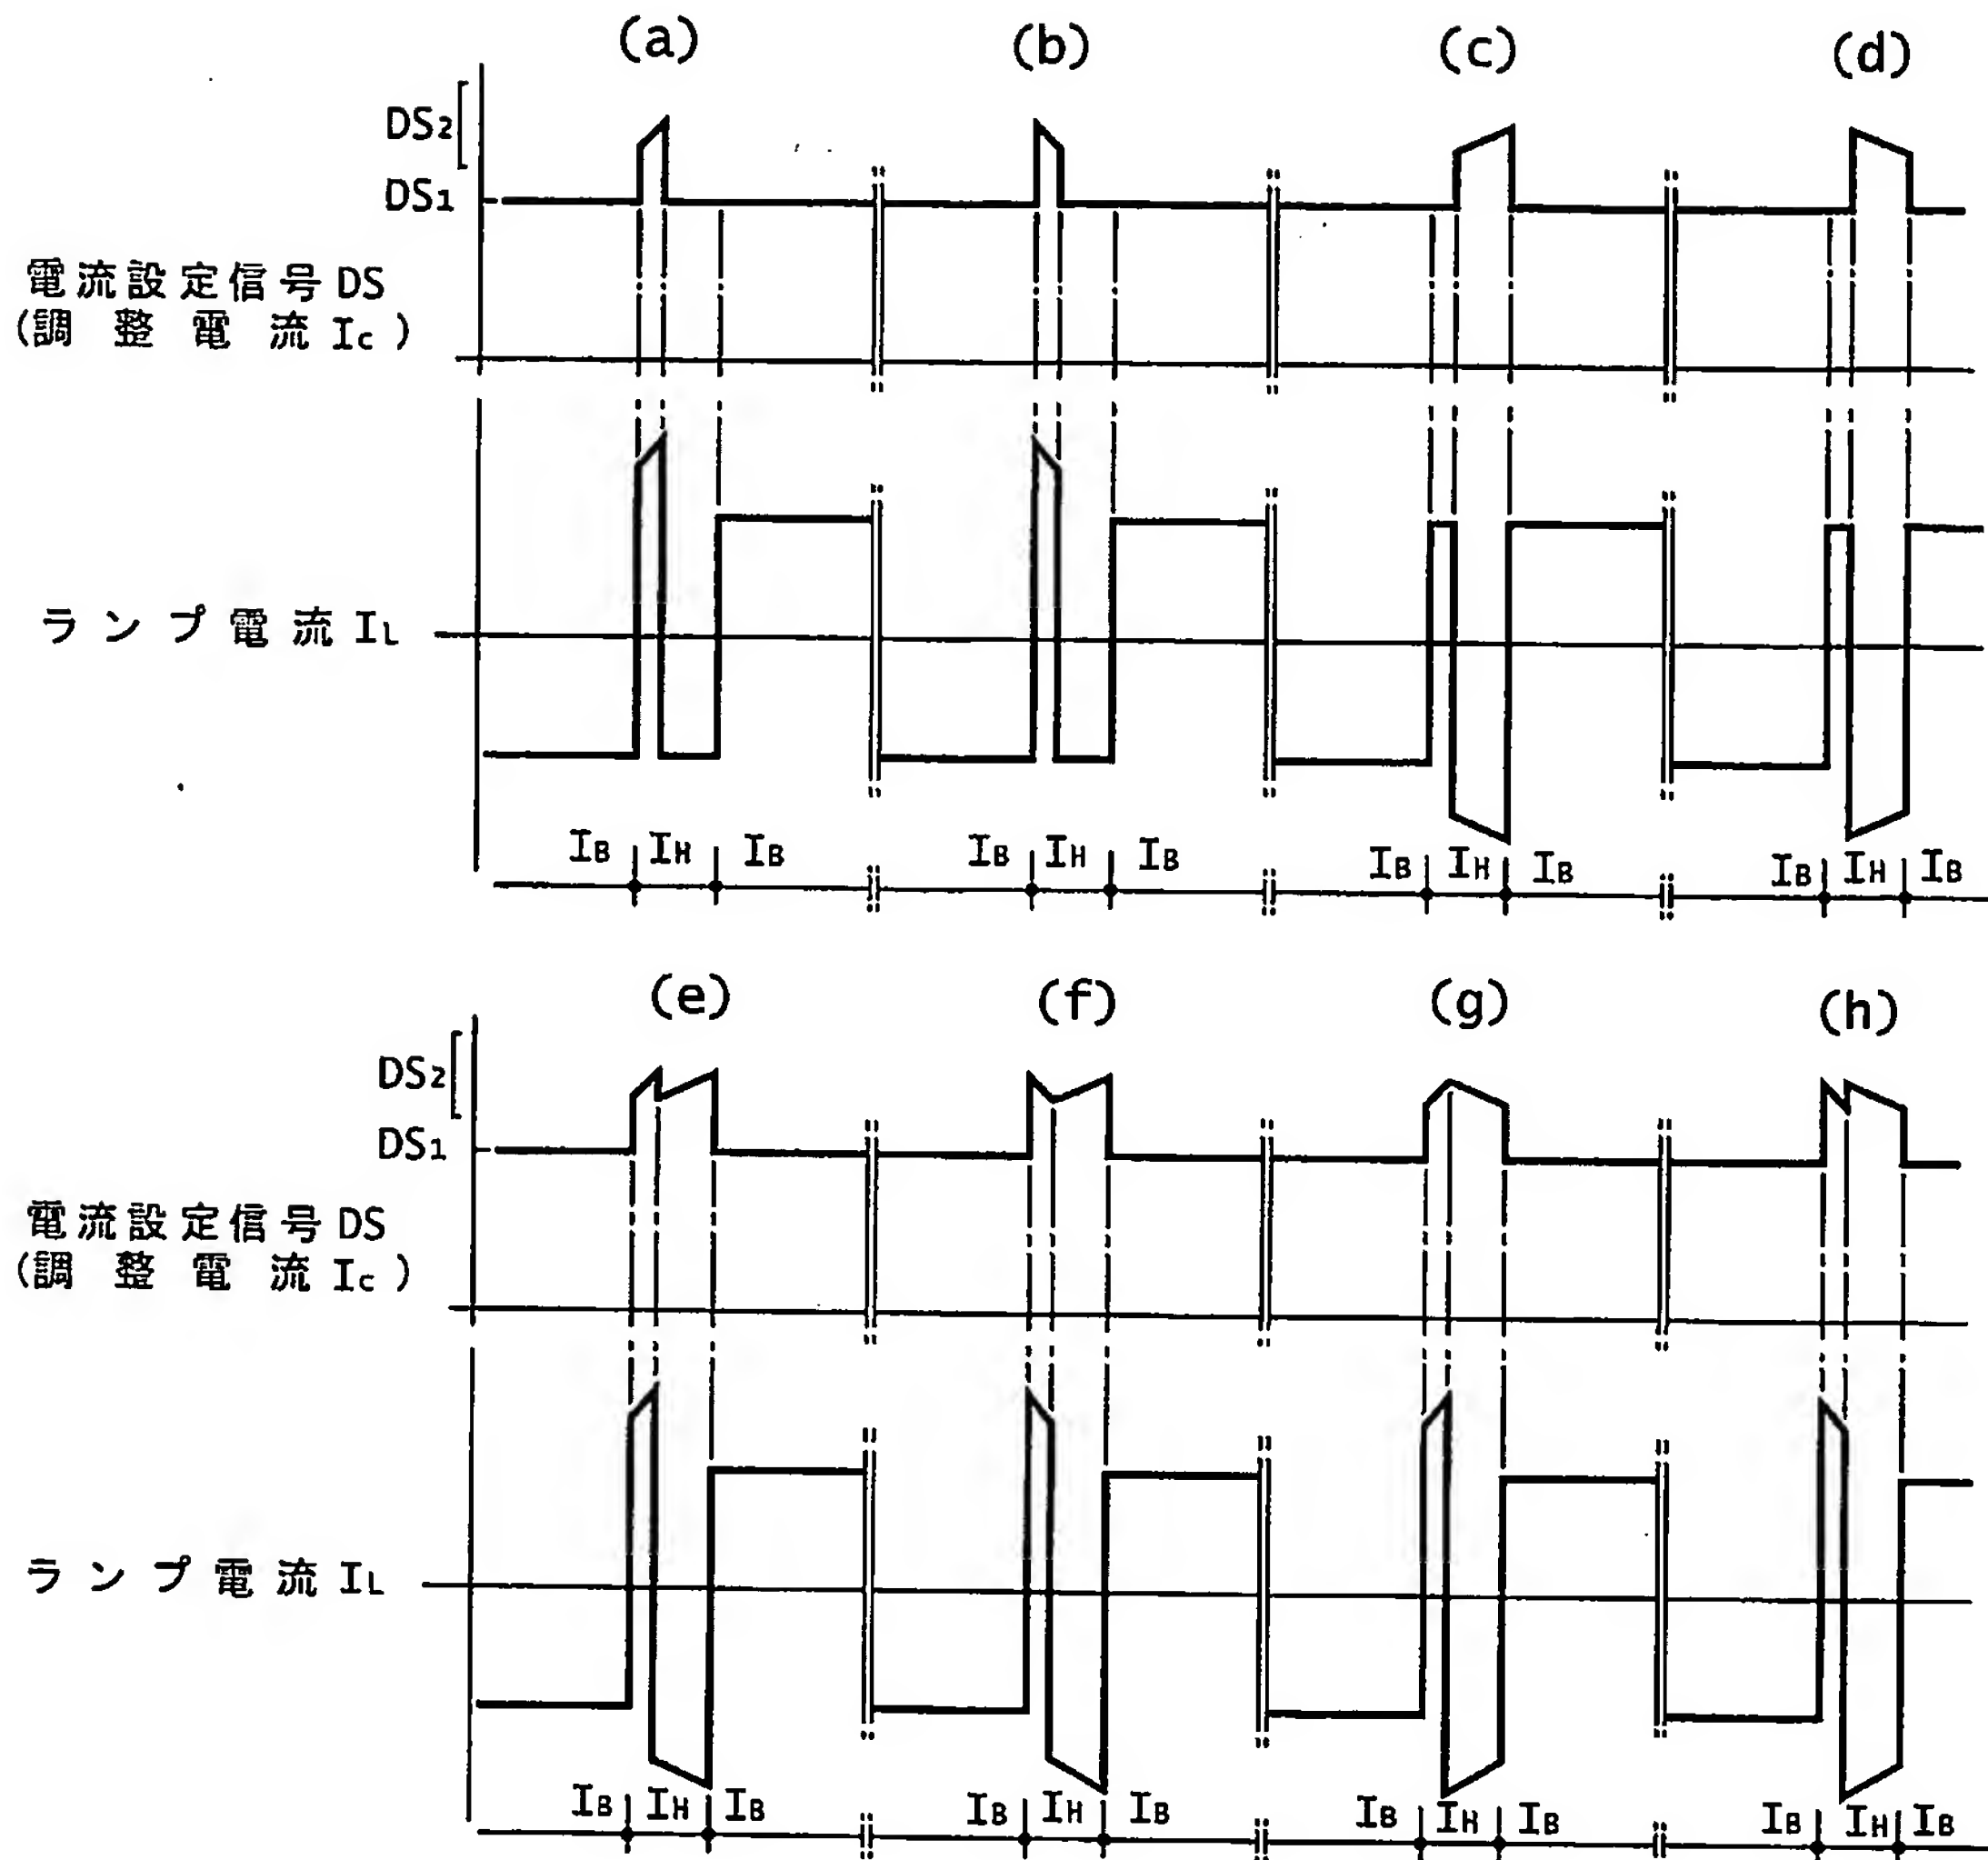 (a) (b) (c) (d)
DS2
DS1
電流設定信号DS
(調整電流Ic)
ランプ電流IL
IB IH IB IB IH IB IB IH IB IB IH IB
(e) (f) (g) (h)
DS2
DS1
電流設定信号DS
(調整電流Ic)
ランプ電流IL
IB IH IB IB IH IB IB IH IB IB IH IB